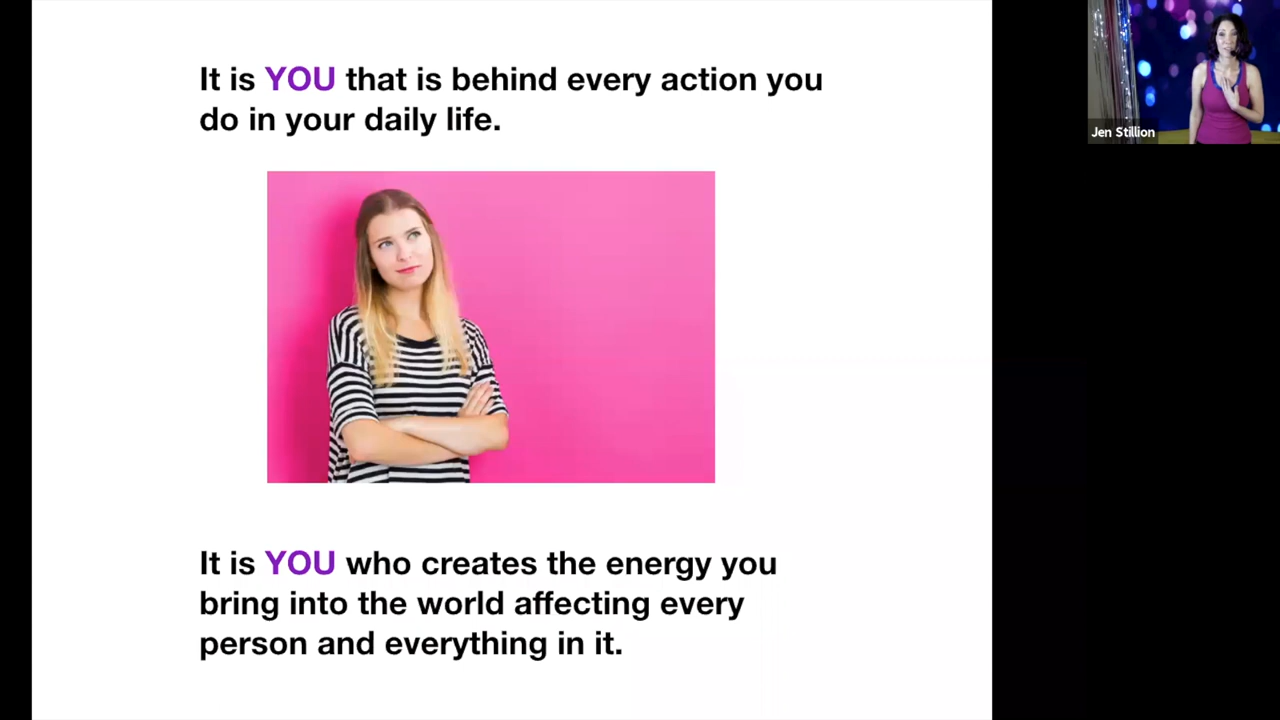 It is YOU that is behind every action you
do in your daily life.
It is YOU who creates the energy you
bring into the world affecting every
person and everything in it.
Jen Stillion